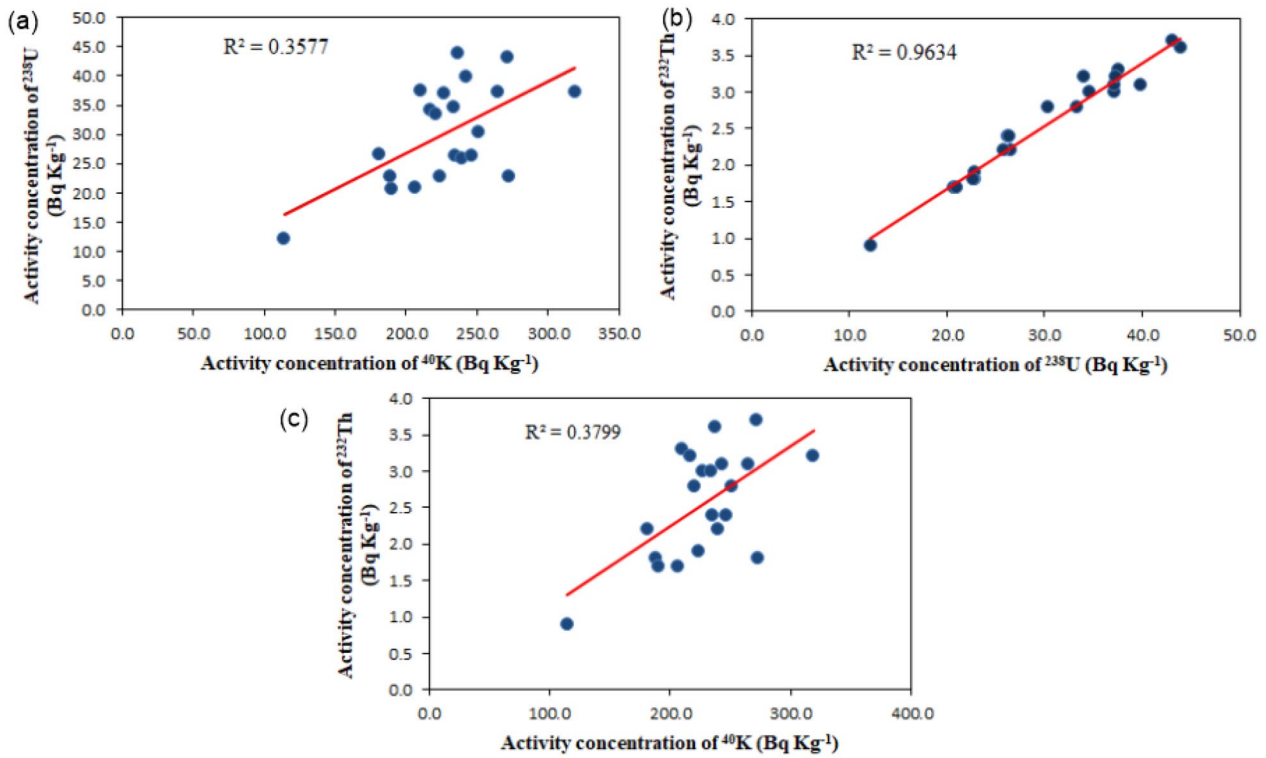 (a)
R² = 0.3577
Activity concentration of ²³⁸U
(Bq Kg⁻¹)
50.0
45.0
40.0
35.0
30.0
25.0
20.0
15.0
10.0
5.0
0.0
0.0 50.0 100.0 150.0 200.0 250.0 300.0 350.0
Activity concentration of ⁴⁰K (Bq Kg⁻¹)
(b)
R² = 0.9634
Activity concentration of ²³²Th
(Bq Kg⁻¹)
4.0
3.5
3.0
2.5
2.0
1.5
1.0
0.5
0.0
0.0 10.0 20.0 30.0 40.0 50.0
Activity concentration of ²³⁸U (Bq Kg⁻¹)
(c)
R² = 0.3799
Activity concentration of ²³²Th
(Bq Kg⁻¹)
4.0
3.5
3.0
2.5
2.0
1.5
1.0
0.5
0.0
0.0 100.0 200.0 300.0 400.0
Activity concentration of ⁴⁰K (Bq Kg⁻¹)